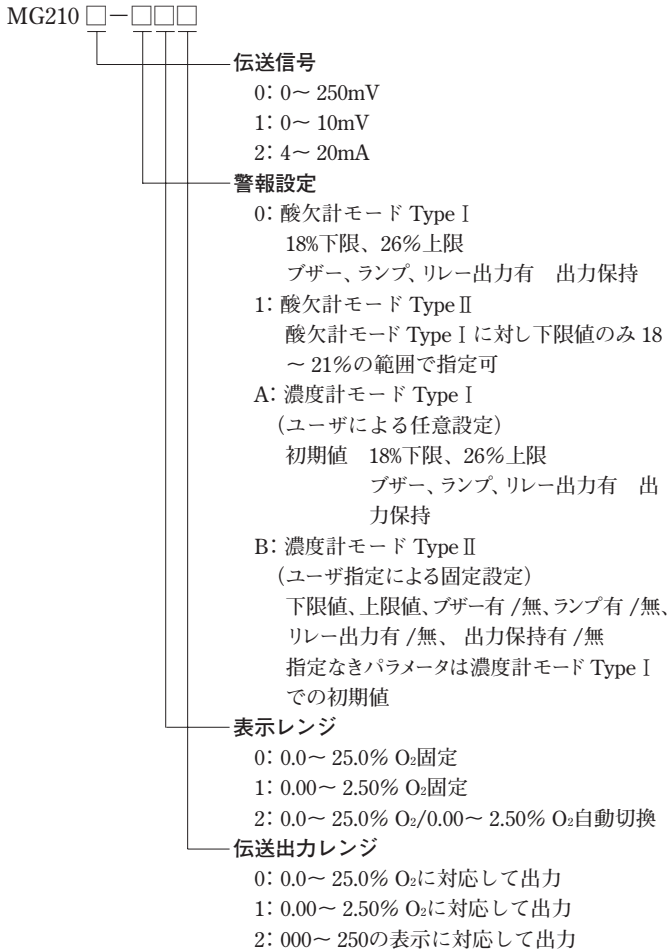 MG210 □－□□□
伝送信号
0：0～ 250mV
1：0～ 10mV
2：4～ 20mA
警報設定
0：酸欠計モード TypeⅠ
18%下限、26%上限
ブザー、ランプ、リレー出力有　出力保持
1：酸欠計モード TypeⅡ
酸欠計モード TypeⅠに対し下限値のみ 18
～ 21%の範囲で指定可
A：濃度計モード TypeⅠ
（ユーザによる任意設定）
初期値　18%下限、26%上限
ブザー、ランプ、リレー出力有　出
力保持
B：濃度計モード TypeⅡ
（ユーザ指定による固定設定）
下限値、上限値、ブザー有 /無、ランプ有 /無、
リレー出力有 /無、 出力保持有 /無
指定なきパラメータは濃度計モード TypeⅠ
での初期値
表示レンジ
0：0.0～ 25.0% O₂固定
1：0.00～ 2.50% O₂固定
2：0.0～ 25.0% O₂/0.00～ 2.50% O₂自動切換
伝送出力レンジ
0：0.0～ 25.0% O₂に対応して出力
1：0.00～ 2.50% O₂に対応して出力
2：000～ 250の表示に対応して出力